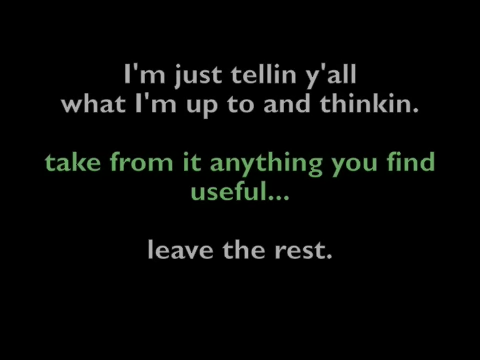 I'm just tellin y'all
what I'm up to and thinkin.
take from it anything you find
useful...
leave the rest.